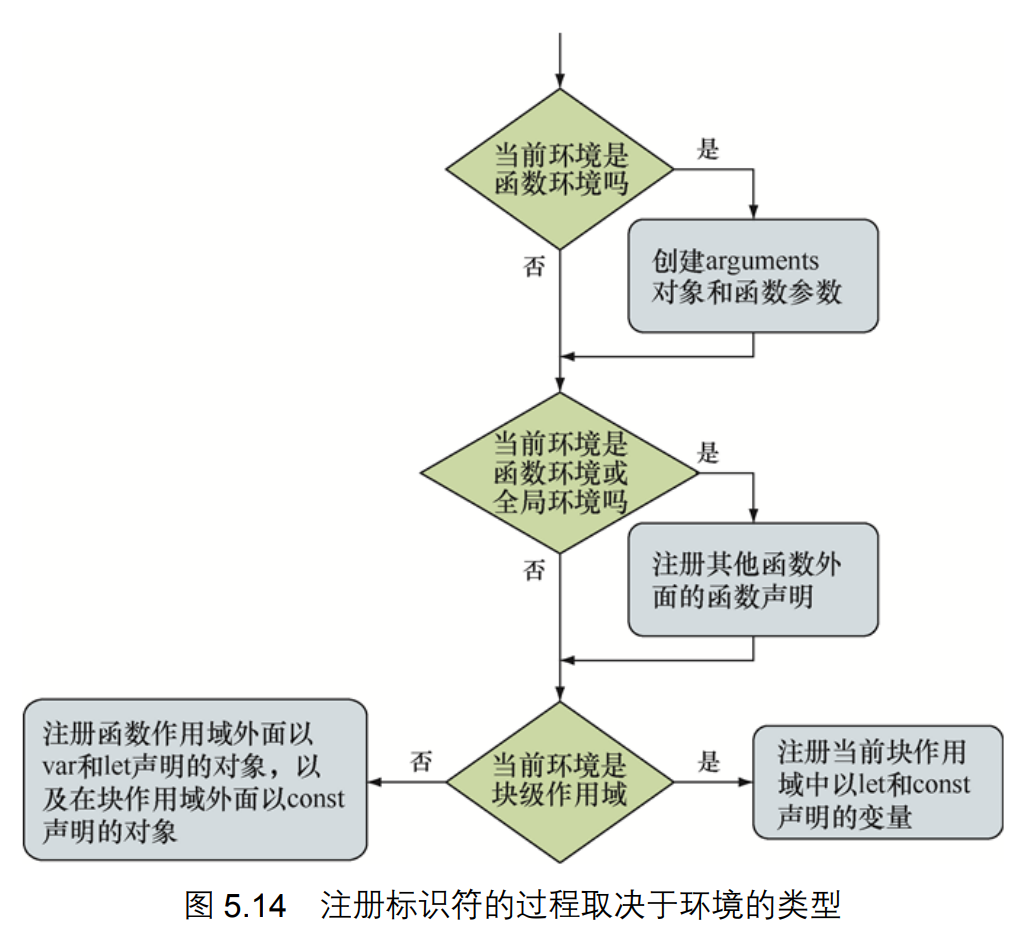 当前环境是
函数环境吗
是
否
创建arguments
对象和函数参数
当前环境是
函数环境或
全局环境吗
是
否
注册其他函数外
面的函数声明
注册函数作用域外面以
var和let声明的对象，以
及在块作用域外面以const
声明的对象
否
当前环境是
块级作用域
是
注册当前块作用
域中以let和const
声明的变量
图 5.14 注册标识符的过程取决于环境的类型